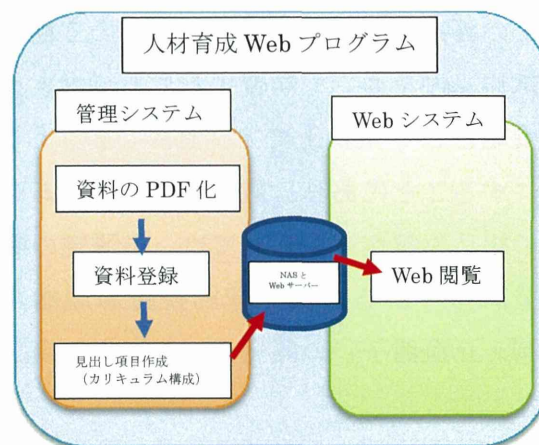 人材育成 Web プログラム
管理システム
Web システム
資料の PDF 化
資料登録
見出し項目作成
（カリキュラム構成）
NAS と
Web サーバー
Web 閲覧